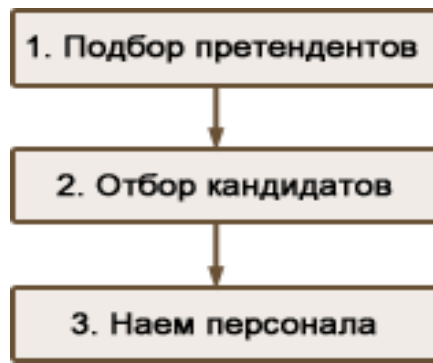 1. Подбор претендентов
2. Отбор кандидатов
3. Наем персонала